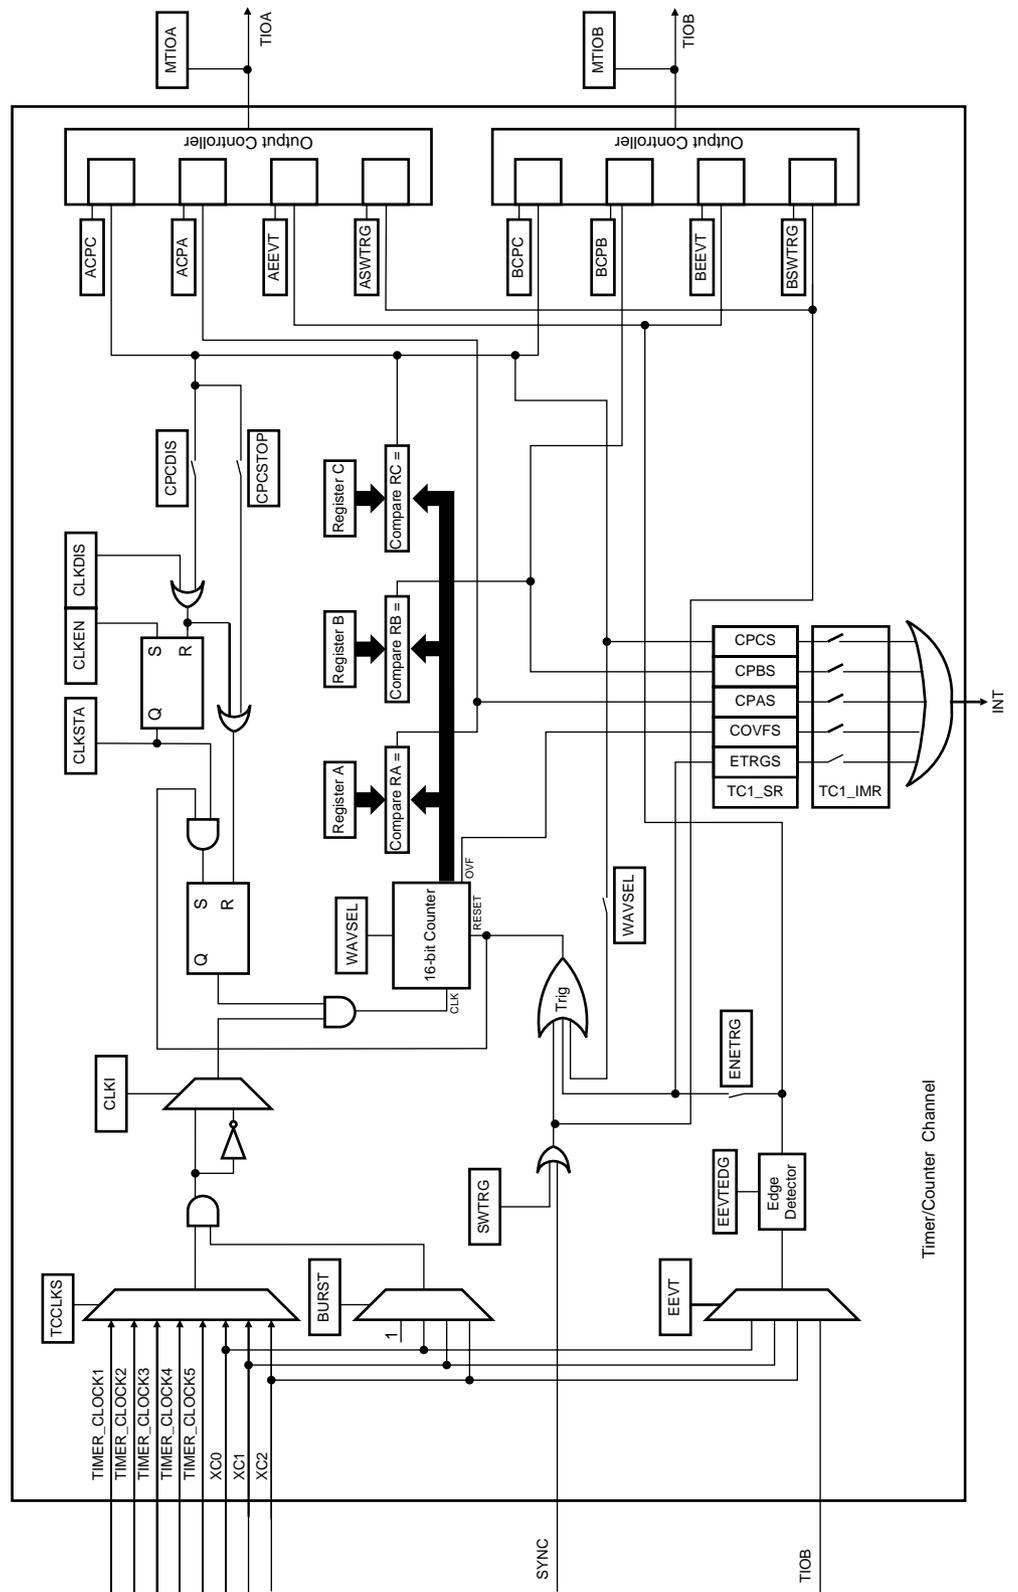 MTIOA
TIOA
MTIOB
TIOB
Output Controller
Output Controller
ACPC
ACPA
AEEVT
ASWTRG
BCPC
BCPB
BEEVT
BSWTRG
CPCDIS
CPCSTOP
Register C
Compare RC =
CLKDIS
CLKEN
CLKSTA
S
R
Q
Register B
Compare RB =
Register A
Compare RA =
CPCS
CPBS
CPAS
COVFS
ETRGS
TC1_SR
TC1_IMR
INT
S
R
Q
WAVSEL
16-bit Counter
OVF
RESET
CLK
WAVSEL
Trig
CLKI
ENETRG
SWTRG
EEVTEDG
Edge
Detector
Timer/Counter Channel
TCCLKS
BURST
1
EEVT
TIMER_CLOCK1
TIMER_CLOCK2
TIMER_CLOCK3
TIMER_CLOCK4
TIMER_CLOCK5
XC0
XC1
XC2
SYNC
TIOB